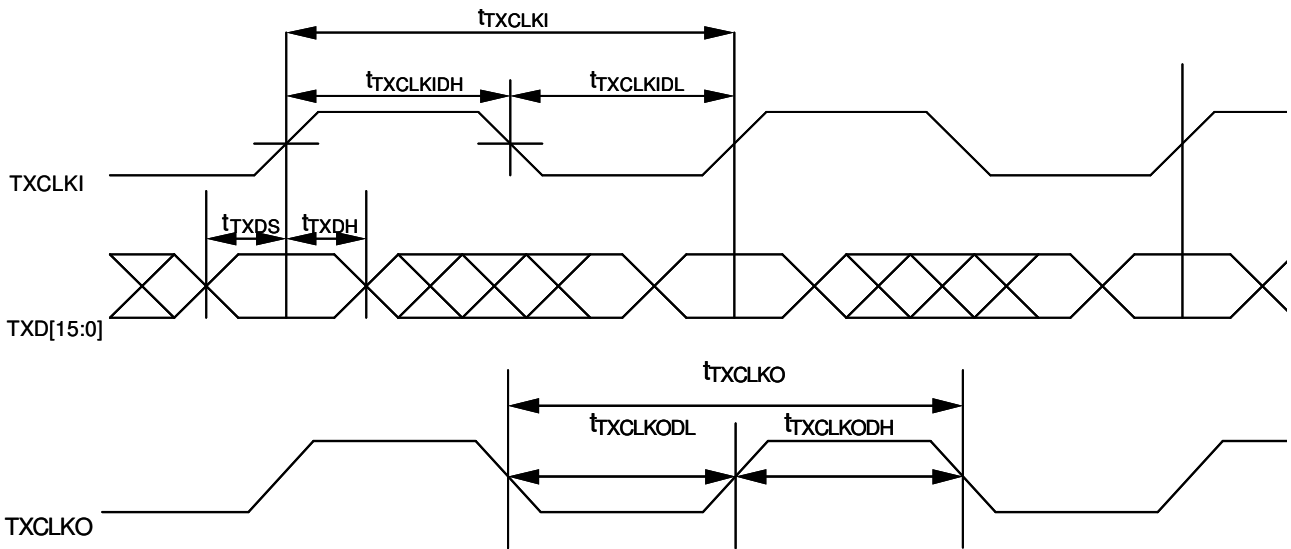 tTXCLKI
tTXCLKIDH tTXCLKIDL
TXCLKI
tTXDS tTXDH
TXD[15:0]
tTXCLKO
tTXCLKODL tTXCLKODH
TXCLKO